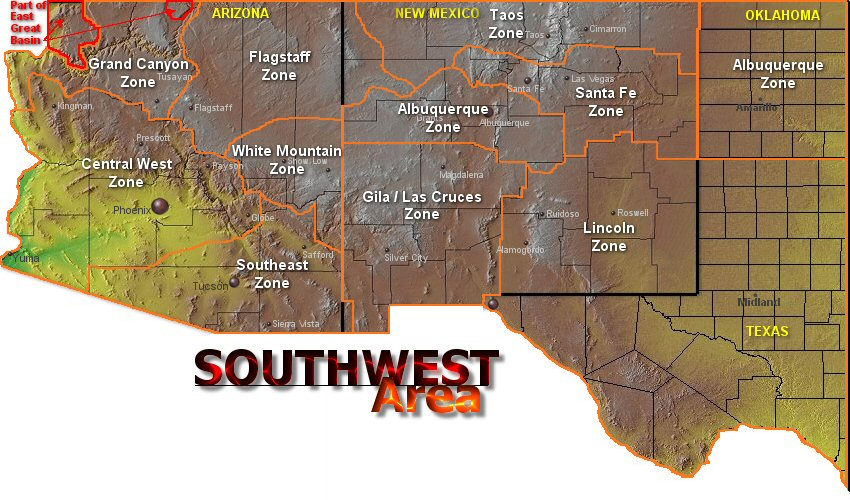 Part of
East
Great
Basin
ARIZONA
NEW MEXICO
OKLAHOMA
Taos
Zone
Taos
Cimarron
Grand Canyon
Zone
Tusayan
Flagstaff
Zone
Flagstaff
Kingman
Prescott
Santa Fe
Las Vegas
Santa Fe
Zone
Albuquerque
Zone
Amarillo
Albuquerque
Zone
Grants
Albuquerque
White Mountain
Zone
Show Low
Payson
Central West
Zone
Phoenix
Globe
Magdalena
Gila / Las Cruces
Zone
Silver City
Ruidoso
Roswell
Lincoln
Zone
Alamogordo
Yuma
Safford
Southeast
Zone
Tucson
Sierra Vista
Midland
TEXAS
SOUTHWEST
Area